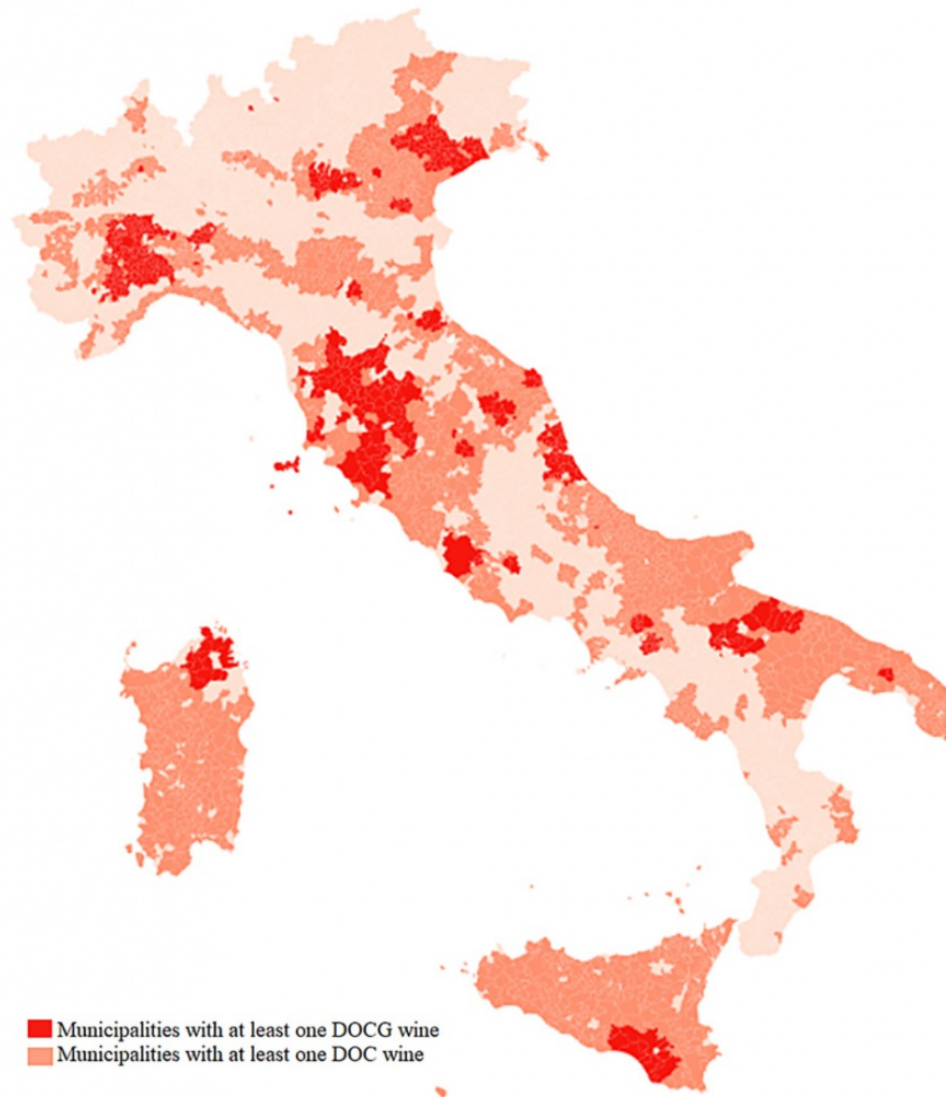 Municipalities with at least one DOCG wine
Municipalities with at least one DOC wine